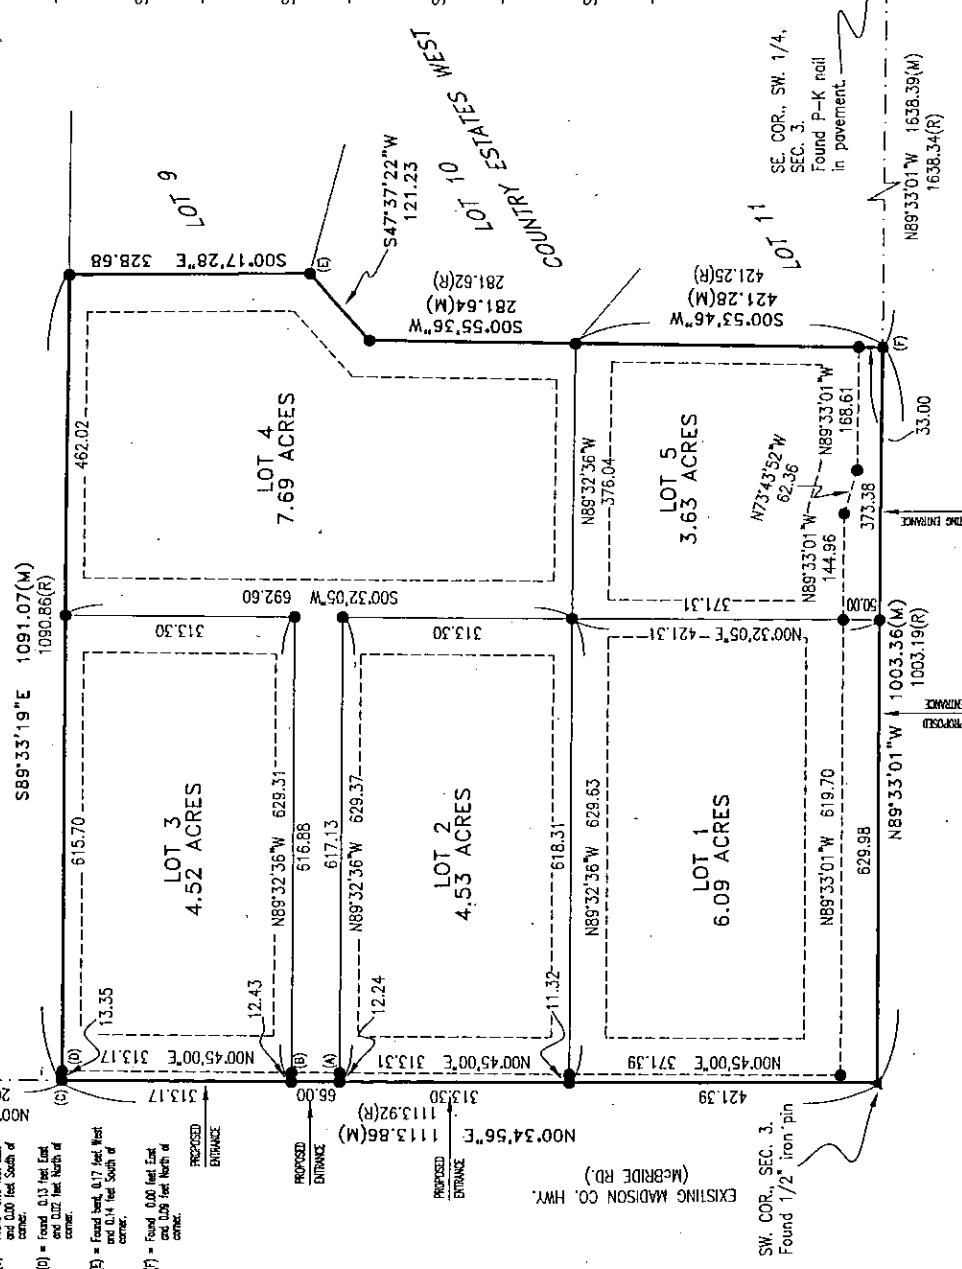 S89°33'19"E 1091.07(M)
1090.86(R)
615.70
462.02
S00°17'28"E 328.68
LOT 9
(C)
(D)
13.35
LOT 3
4.52 ACRES
313.30
LOT 4
7.69 ACRES
(E)
S47°37'22"W
121.23
LOT 10
COUNTRY ESTATES WEST
313.17
N00°45'00"E 313.17
12.43
N89°32'36"W 629.31
616.88
S00°32'05"W 692.60
S00°55'36"W
281.64(M)
281.62(R)
(B)
66.00
(A)
617.13
N89°32'36"W 629.37
12.24
LOT 2
4.53 ACRES
313.30
N00°45'00"E 313.31
313.30
11.32
618.31
N89°32'36"W 629.63
N89°32'36"W
376.04
S00°53'46"W
421.28(M)
421.25(R)
LOT 11
LOT 1
6.09 ACRES
N00°45'00"E 371.39
421.39
N00°32'05"E 421.31
371.31
LOT 5
3.63 ACRES
N73°43'52"W
62.36
N89°33'01"W
168.61
N89°33'01"W
144.96
N89°33'01"W 619.70
629.98
50.00
373.38
33.00
(F)
N89°33'01"W 1003.36(M)
1003.19(R)
N89°33'01"W 1638.39(M)
1638.34(R)
SE. COR., SW. 1/4,
SEC. 3.
Found P-K nail
in pavement.
N00°34'56"E 1113.86(M)
1113.92(R)
EXISTING MADISON CO. HWY.
(McBRIDE RD.)
SW. COR., SEC. 3.
Found 1/2" iron pin
PROPOSED
ENTRANCE
PROPOSED
ENTRANCE
PROPOSED
ENTRANCE
PROPOSED
ENTRANCE
and 0.00 feet South of
corner.
(D) = Found 0.13 feet East
and 0.02 feet North of
corner.
(E) = Found bent, 0.17 feet West
and 0.14 feet South of
corner.
(F) = Found 0.00 feet East
and 0.09 feet North of
corner.